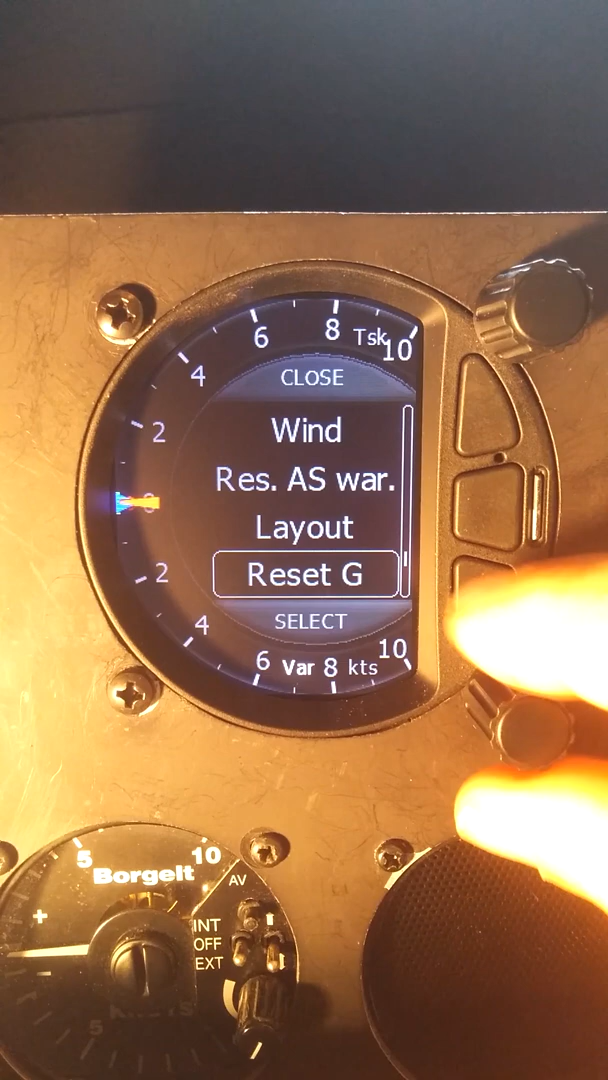 6 8 Tsk 10
4
CLOSE
2
Wind
Res. AS war.
Layout
2
Reset G
SELECT
4
6 Var 8 kts 10
5 10
Borgelt
AV
+
INT
OFF
-
EXT
5